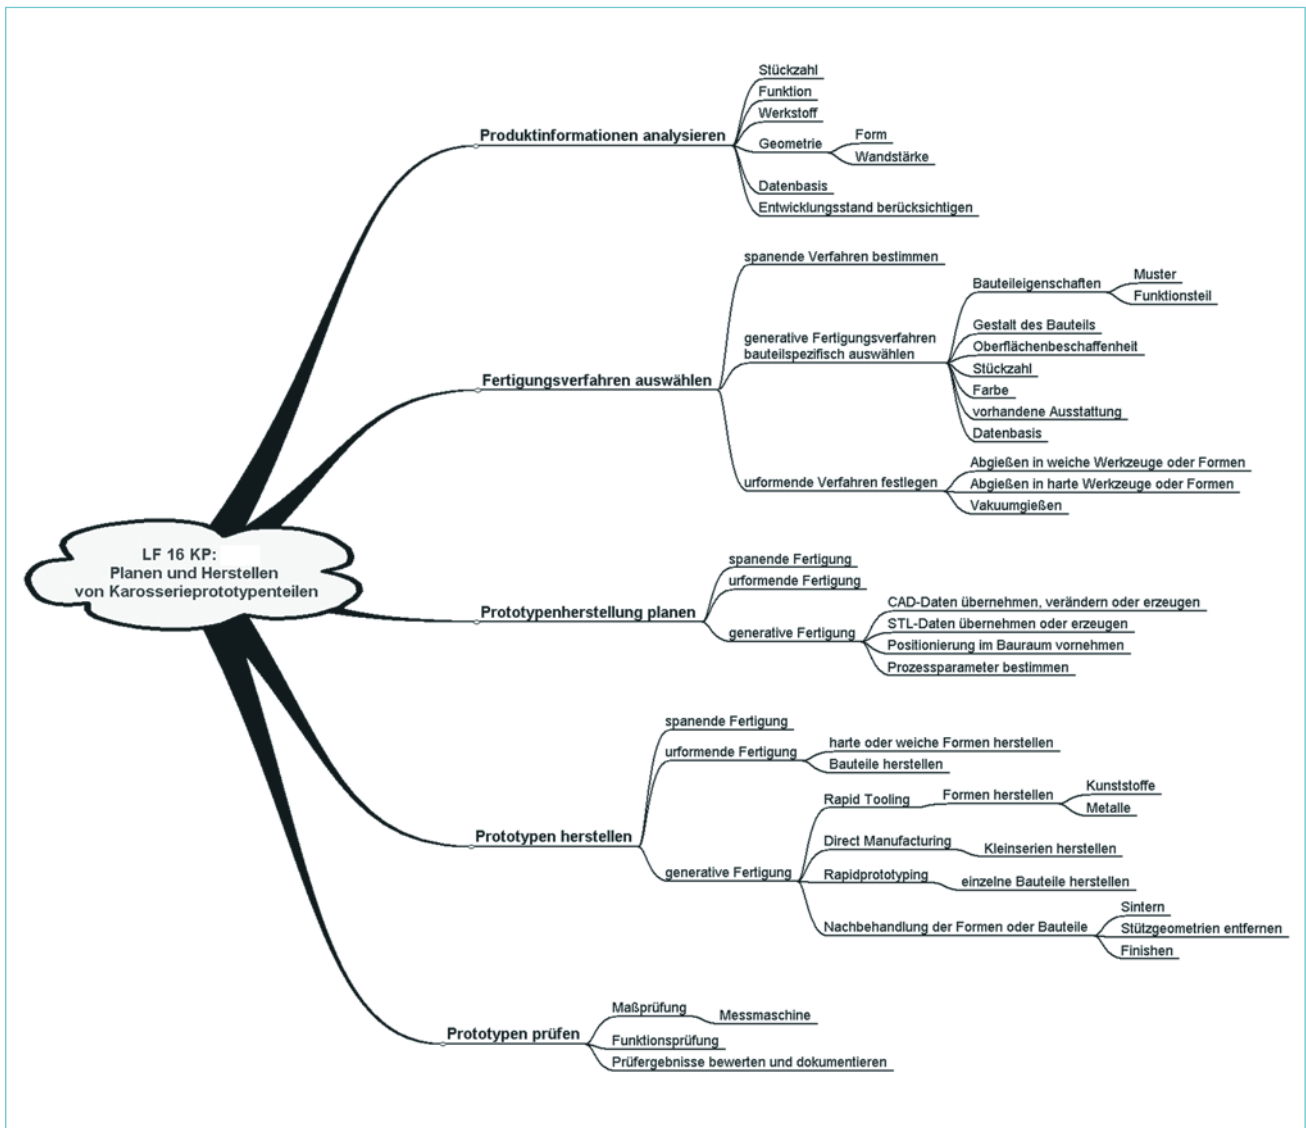 LF 16 KP:
Planen und Herstellen
von Karosserieprototypenteilen
Produktinformationen analysieren
Stückzahl
Funktion
Werkstoff
Geometrie
Form
Wandstärke
Datenbasis
Entwicklungsstand berücksichtigen
Fertigungsverfahren auswählen
spanende Verfahren bestimmen
generative Fertigungsverfahren
bauteilspezifisch auswählen
Bauteileigenschaften
Muster
Funktionsteil
Gestalt des Bauteils
Oberflächenbeschaffenheit
Stückzahl
Farbe
vorhandene Ausstattung
Datenbasis
urformende Verfahren festlegen
Abgießen in weiche Werkzeuge oder Formen
Abgießen in harte Werkzeuge oder Formen
Vakuumgießen
Prototypenherstellung planen
spanende Fertigung
urformende Fertigung
generative Fertigung
CAD-Daten übernehmen, verändern oder erzeugen
STL-Daten übernehmen oder erzeugen
Positionierung im Bauraum vornehmen
Prozessparameter bestimmen
Prototypen herstellen
spanende Fertigung
urformende Fertigung
harte oder weiche Formen herstellen
Bauteile herstellen
generative Fertigung
Rapid Tooling
Formen herstellen
Kunststoffe
Metalle
Direct Manufacturing
Kleinserien herstellen
Rapidprototyping
einzelne Bauteile herstellen
Nachbehandlung der Formen oder Bauteile
Sintern
Stützgeometrien entfernen
Finishen
Prototypen prüfen
Maßprüfung
Messmaschine
Funktionsprüfung
Prüfergebnisse bewerten und dokumentieren